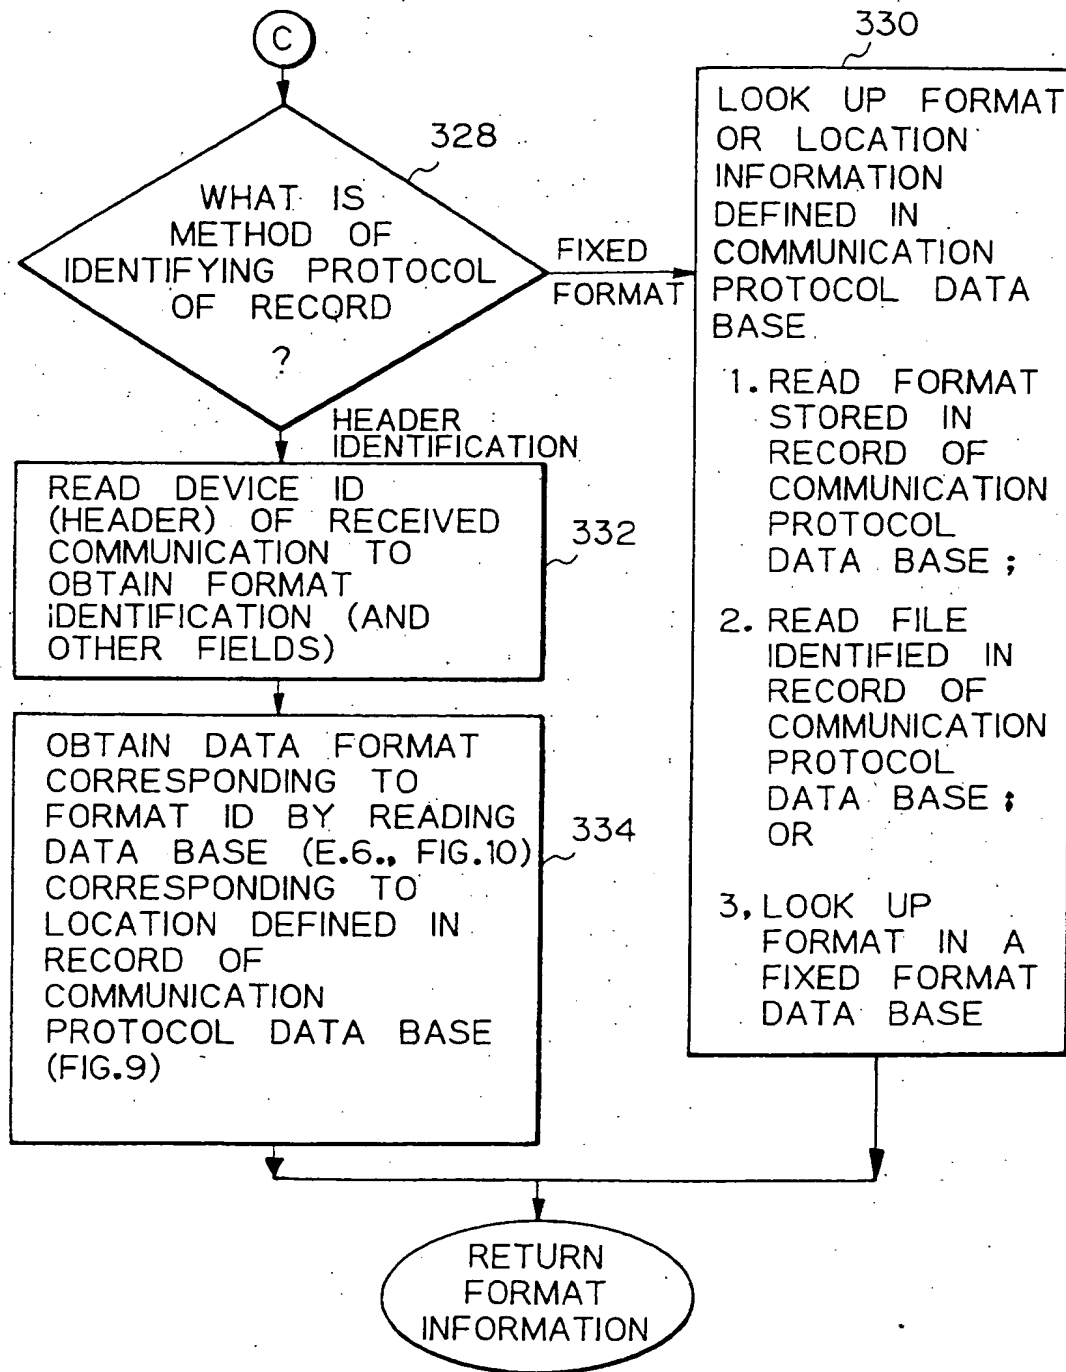 C
328
WHAT IS
METHOD OF
IDENTIFYING PROTOCOL
OF RECORD
?
FIXED
FORMAT
HEADER
IDENTIFICATION
READ DEVICE ID
(HEADER) OF RECEIVED
COMMUNICATION TO
OBTAIN FORMAT
IDENTIFICATION (AND
OTHER FIELDS)
332
OBTAIN DATA FORMAT
CORRESPONDING TO
FORMAT ID BY READING
DATA BASE (E.6., FIG.10)
CORRESPONDING TO
LOCATION DEFINED IN
RECORD OF
COMMUNICATION
PROTOCOL DATA BASE
(FIG.9)
334
330
LOOK UP FORMAT
OR LOCATION
INFORMATION
DEFINED IN
COMMUNICATION
PROTOCOL DATA
BASE
1. READ FORMAT
STORED IN
RECORD OF
COMMUNICATION
PROTOCOL
DATA BASE;
2. READ FILE
IDENTIFIED IN
RECORD OF
COMMUNICATION
PROTOCOL
DATA BASE;
OR
3, LOOK UP
FORMAT IN A
FIXED FORMAT
DATA BASE
RETURN
FORMAT
INFORMATION